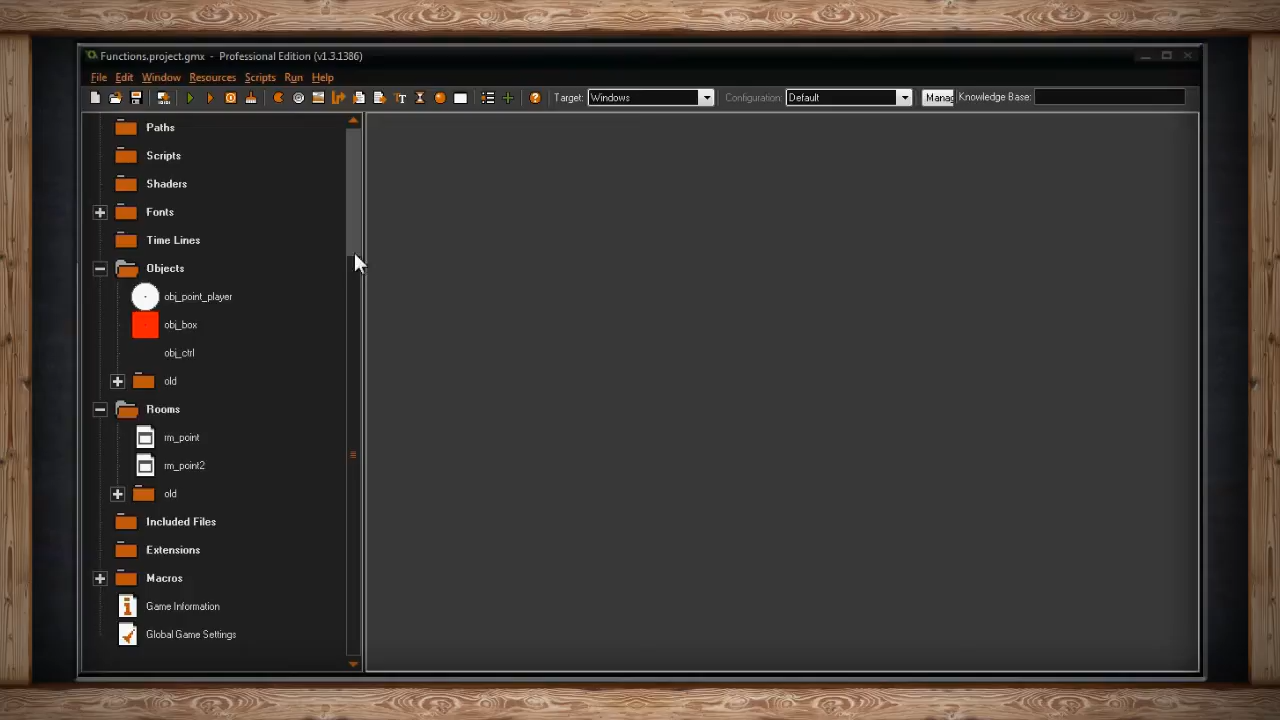 Functions.project.gmx - Professional Edition (v1.3.1386)
File Edit Window Resources Scripts Run Help
Target: Windows Configuration: Default Manag Knowledge Base:
Paths
Scripts
Shaders
Fonts
Time Lines
Objects
obj_point_player
obj_box
obj_ctrl
old
Rooms
rm_point
rm_point2
old
Included Files
Extensions
Macros
Game Information
Global Game Settings